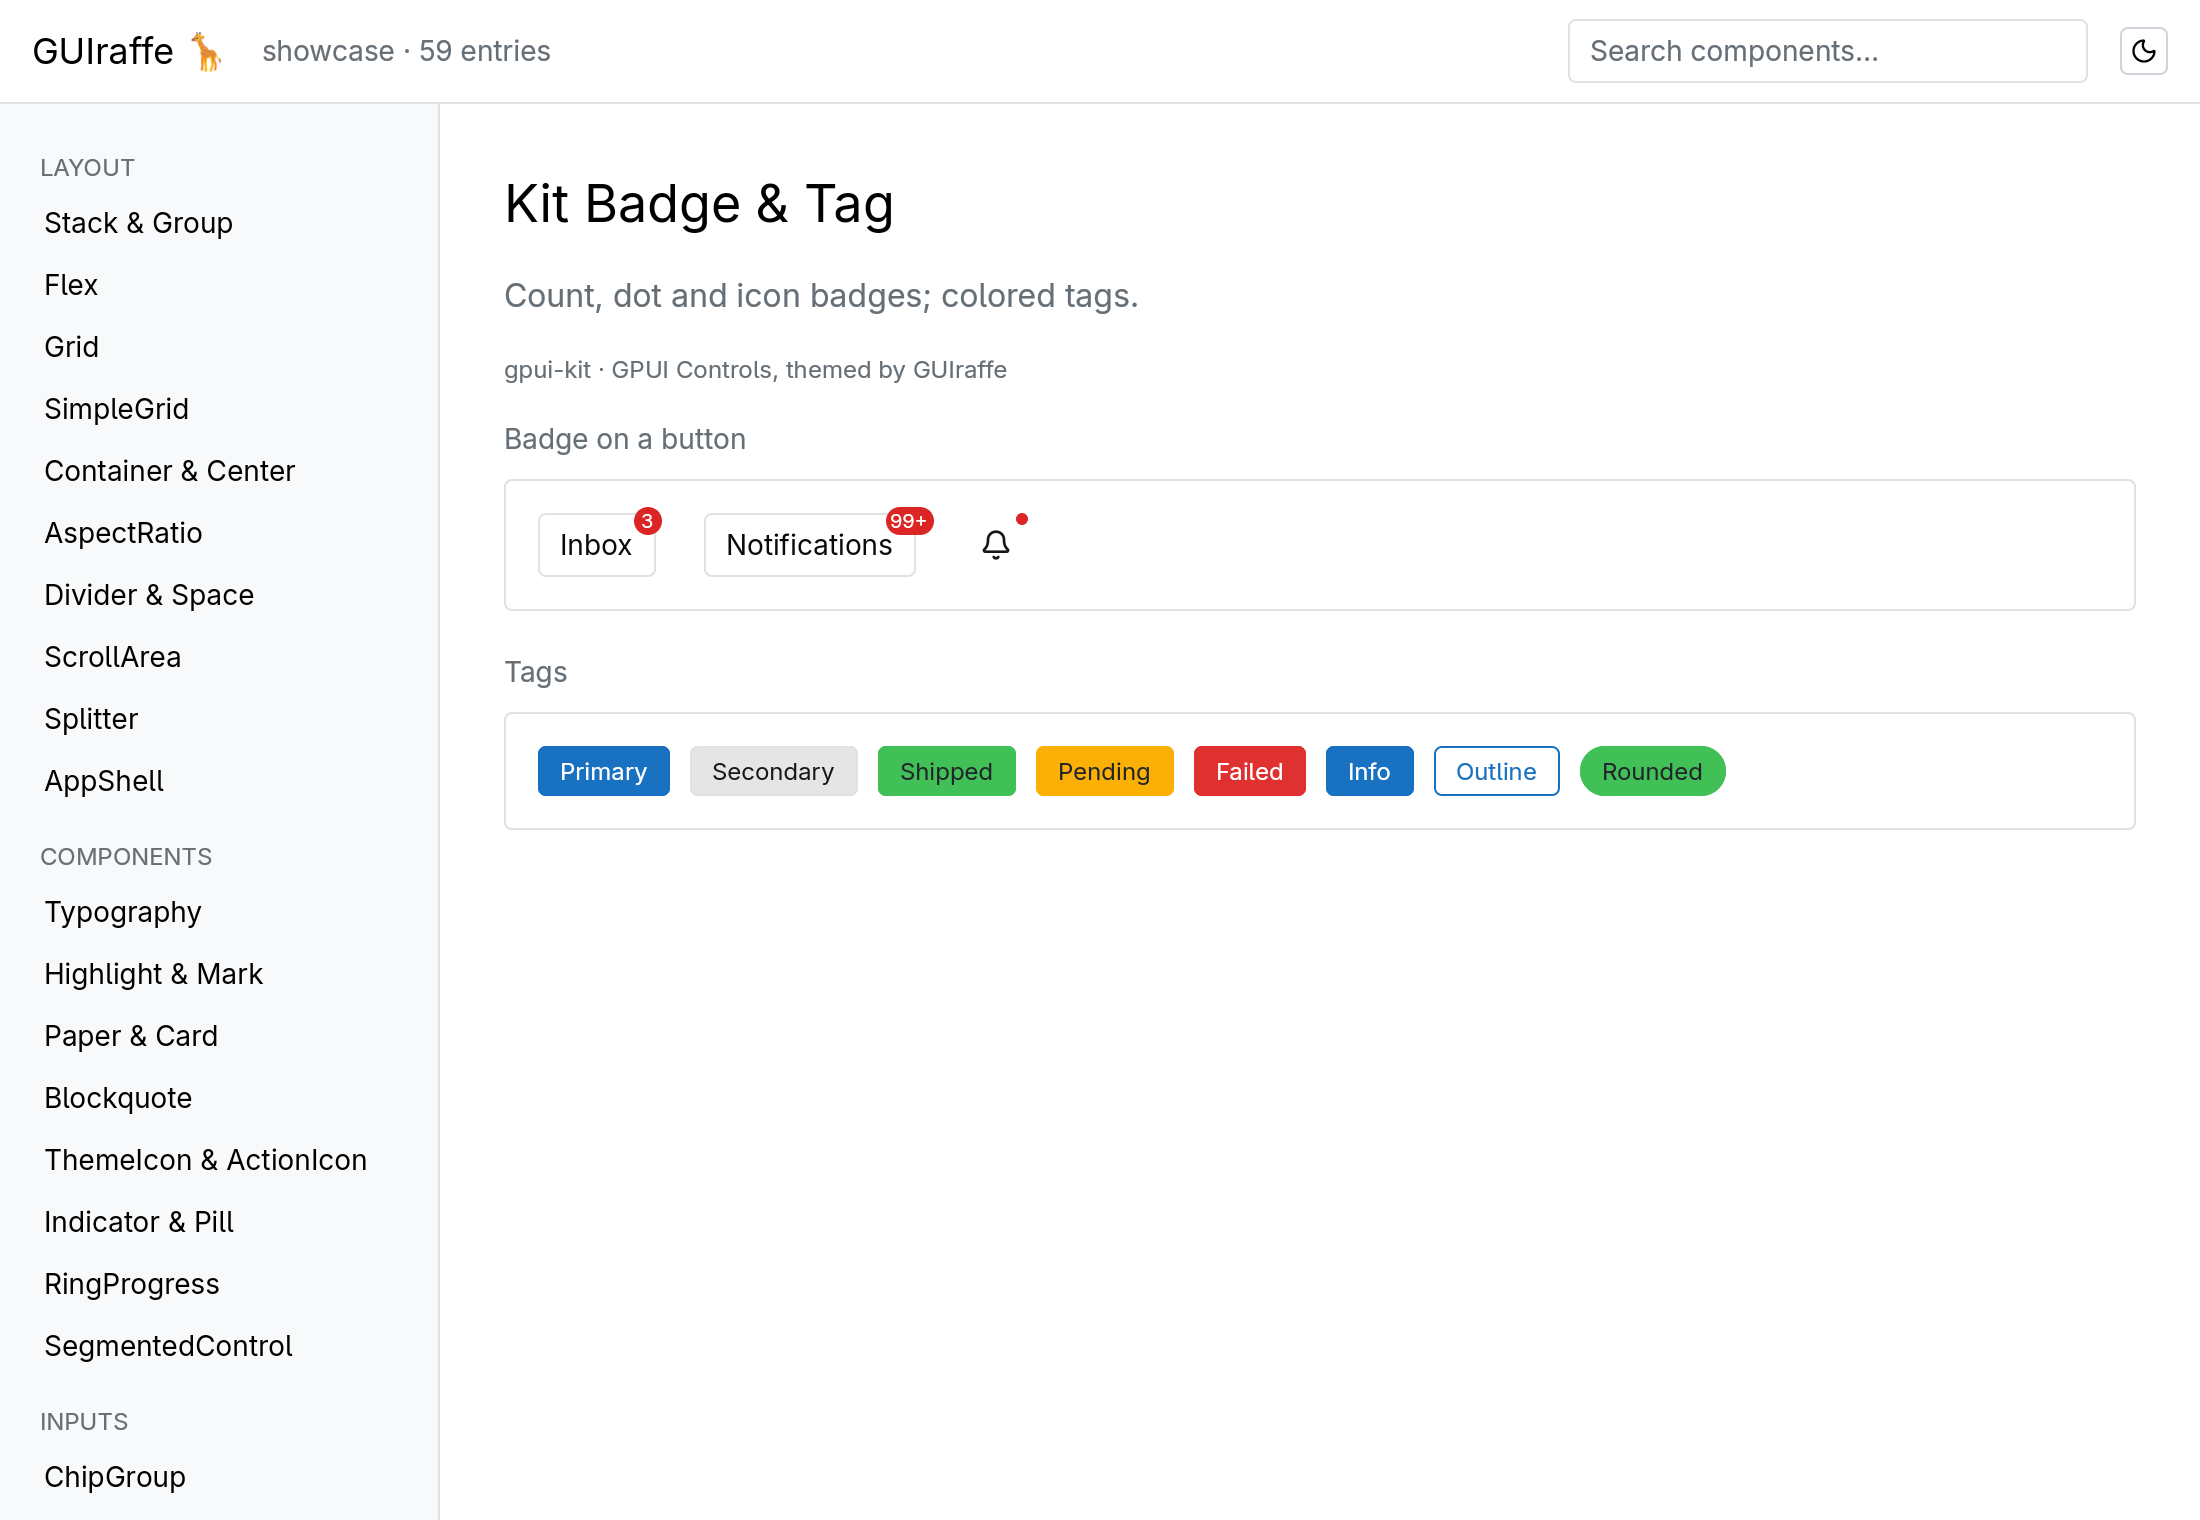 GUIraffe 🦒 showcase · 59 entries
Search components...
LAYOUT
Stack & Group
Flex
Grid
SimpleGrid
Container & Center
AspectRatio
Divider & Space
ScrollArea
Splitter
AppShell
COMPONENTS
Typography
Highlight & Mark
Paper & Card
Blockquote
ThemeIcon & ActionIcon
Indicator & Pill
RingProgress
SegmentedControl
INPUTS
ChipGroup
Kit Badge & Tag
Count, dot and icon badges; colored tags.
gpui-kit · GPUI Controls, themed by GUIraffe
Badge on a button
Inbox 3 Notifications 99+
Tags
Primary Secondary Shipped Pending Failed Info Outline Rounded